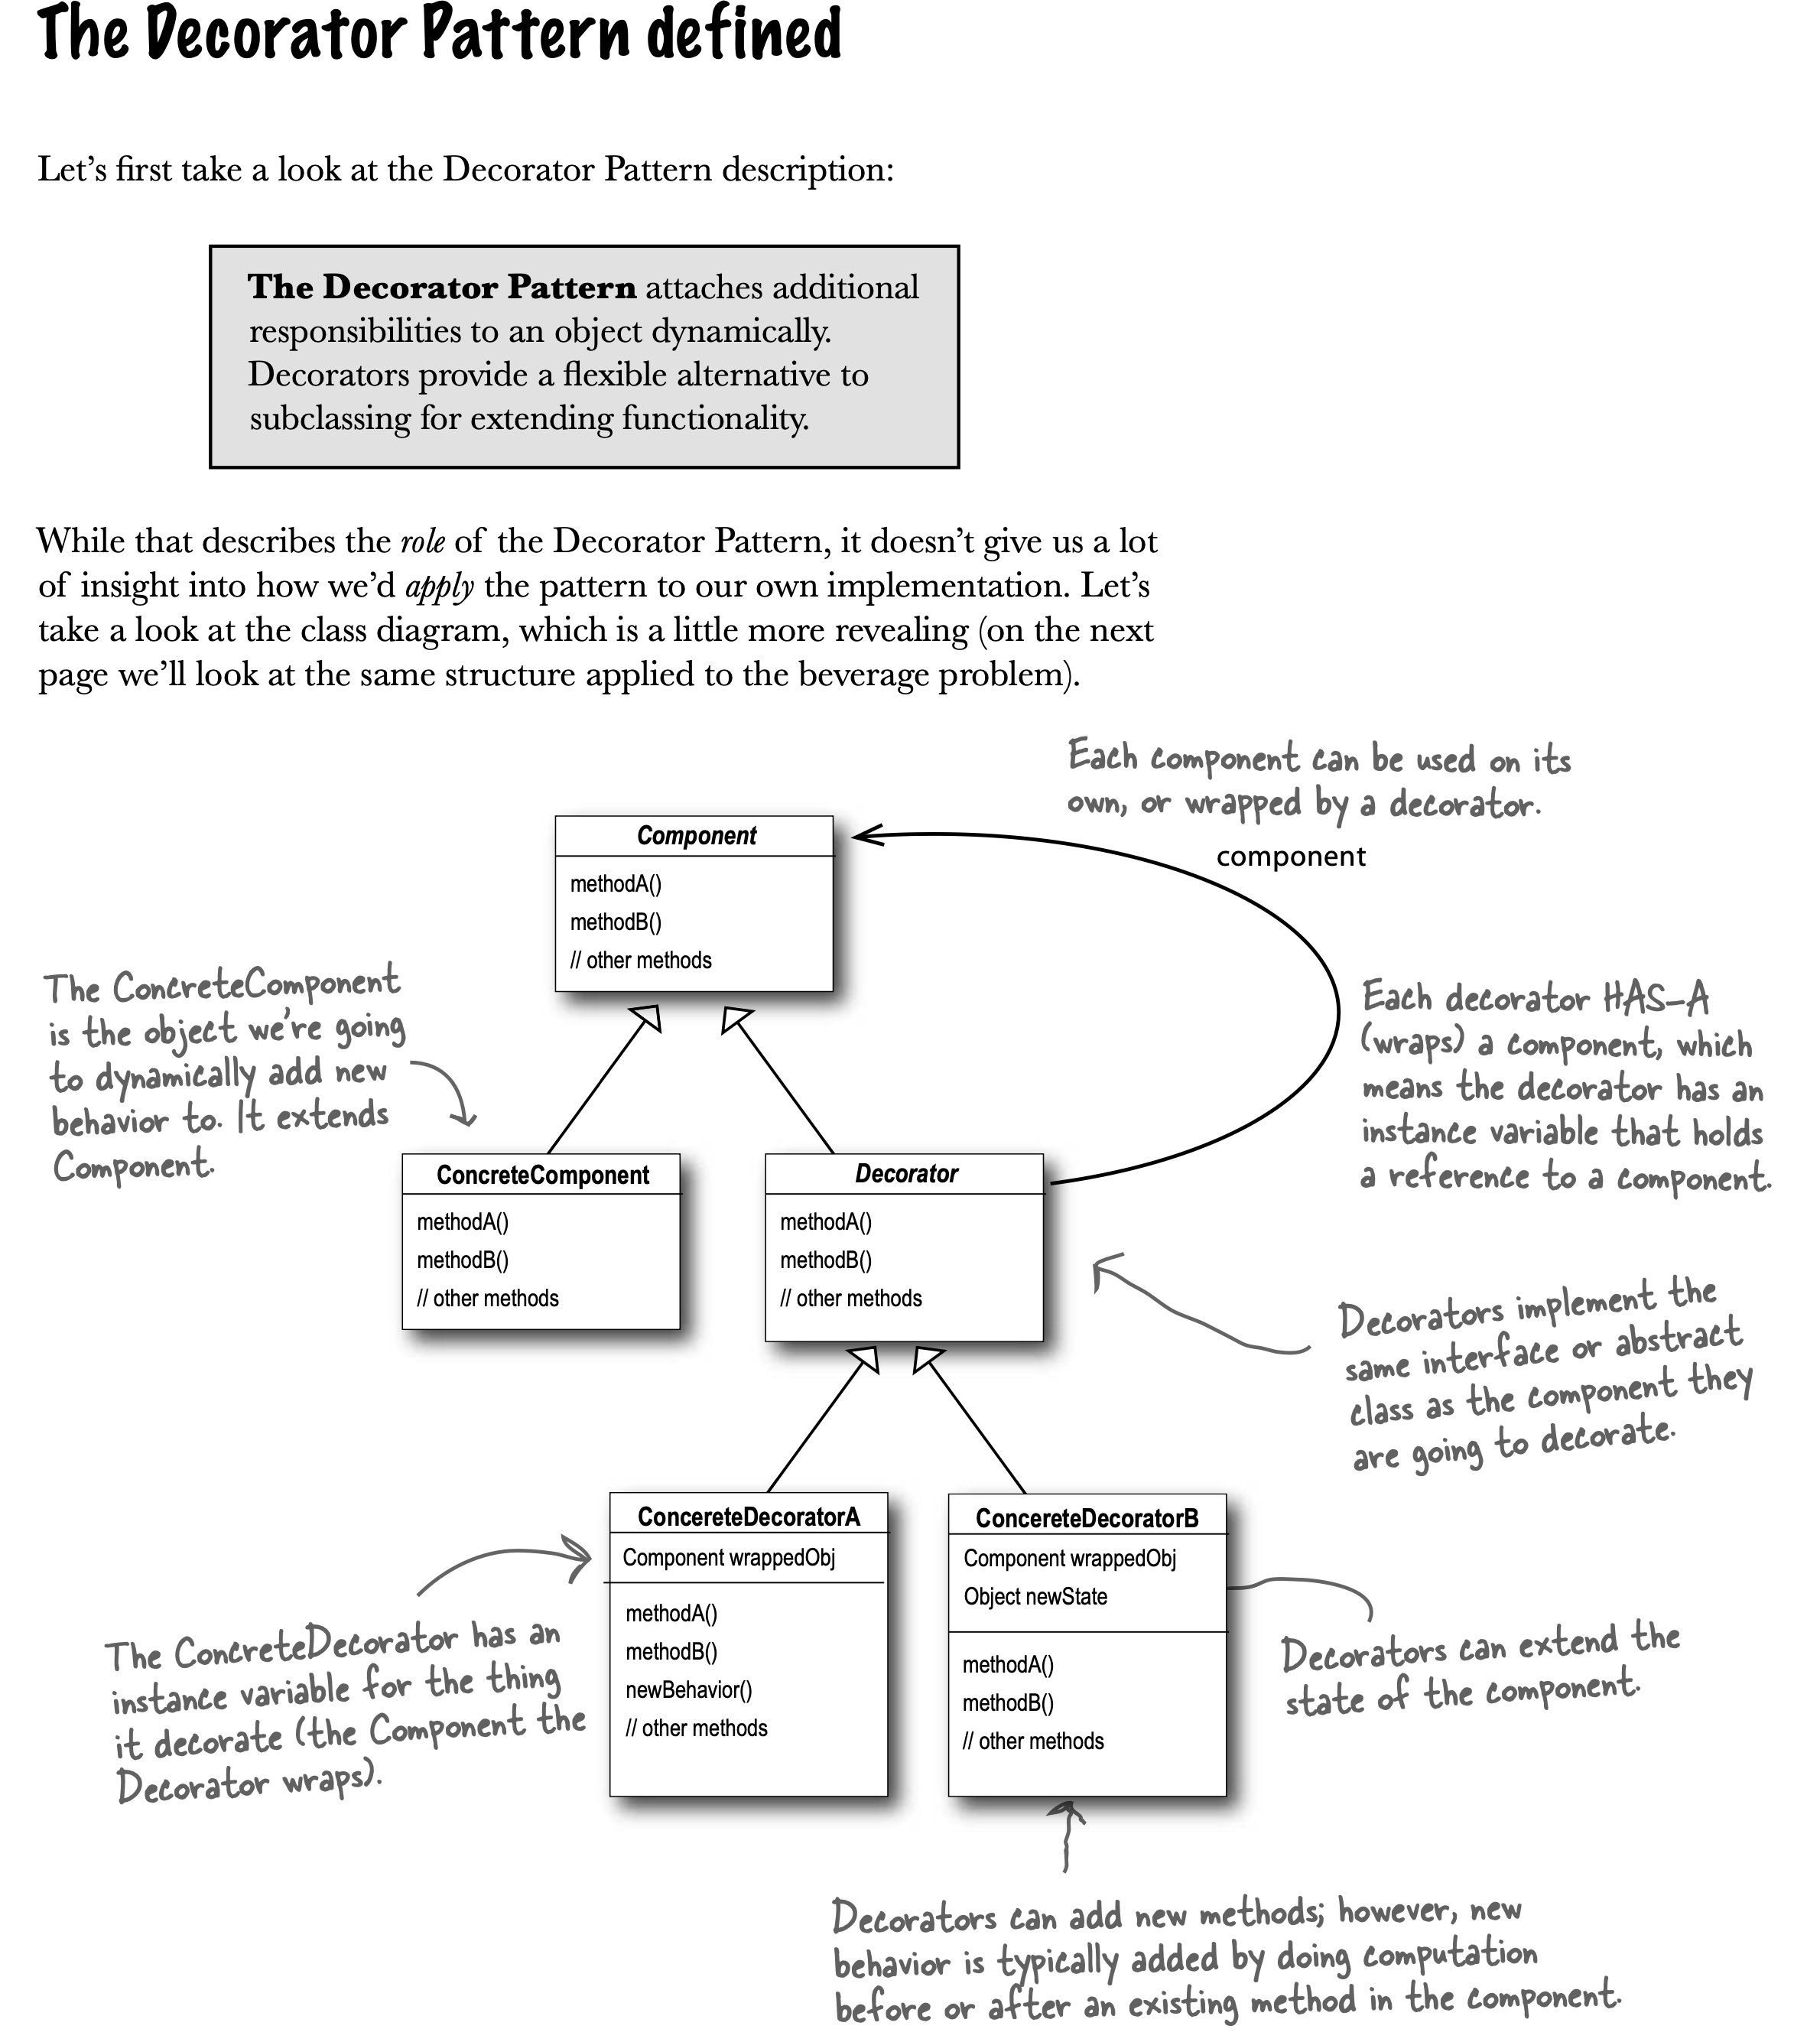 The Decorator Pattern defined
Let’s first take a look at the Decorator Pattern description:
The Decorator Pattern attaches additional
responsibilities to an object dynamically.
Decorators provide a flexible alternative to
subclassing for extending functionality.
While that describes the role of the Decorator Pattern, it doesn’t give us a lot
of insight into how we’d apply the pattern to our own implementation. Let’s
take a look at the class diagram, which is a little more revealing (on the next
page we’ll look at the same structure applied to the beverage problem).
Each component can be used on its
own, or wrapped by a decorator.
component
Component
methodA()
methodB()
// other methods
The ConcreteComponent
is the object we’re going
to dynamically add new
behavior to. It extends
Component.
Each decorator HAS-A
(wraps) a component, which
means the decorator has an
instance variable that holds
a reference to a component.
ConcreteComponent
methodA()
methodB()
// other methods
Decorator
methodA()
methodB()
// other methods
Decorators implement the
same interface or abstract
class as the component they
are going to decorate.
ConcereteDecoratorA
Component wrappedObj
methodA()
methodB()
newBehavior()
// other methods
ConcereteDecoratorB
Component wrappedObj
Object newState
methodA()
methodB()
// other methods
The ConcreteDecorator has an
instance variable for the thing
it decorate (the Component the
Decorator wraps).
Decorators can extend the
state of the component.
Decorators can add new methods; however, new
behavior is typically added by doing computation
before or after an existing method in the component.